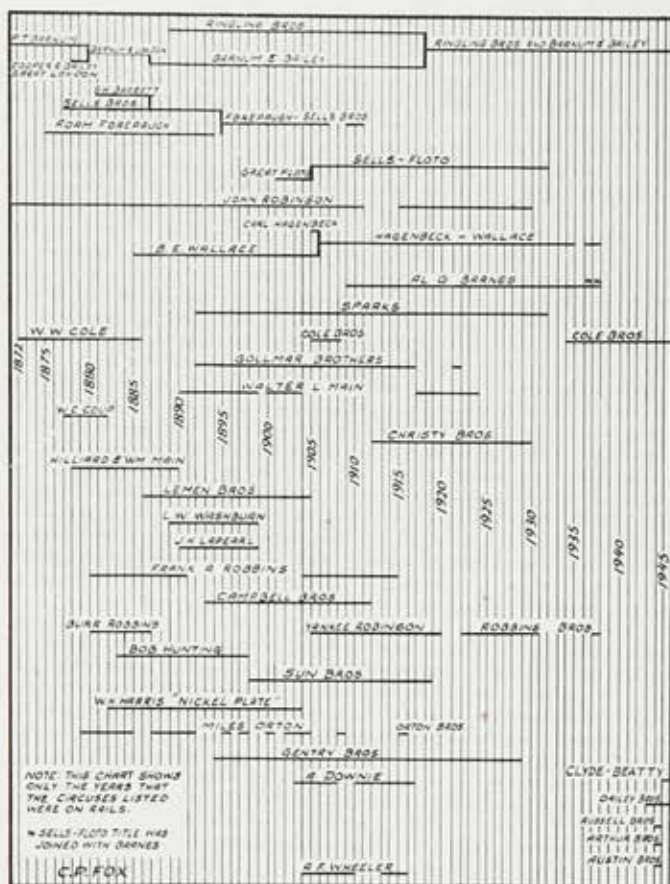 RINGLING BROS
P.T. BARNUM
RINGLING BROS AND BARNUM & BAILEY
BARNUM & LONDON
BARNUM & BAILEY
GREAT LONDON
S.H. BARRETT
SELLS BROS
FOREPAUGH-SELLS BROS
ADAM FOREPAUGH
SELLS-FLOTO
GREAT FLOTO
JOHN ROBINSON
CARL HAGENBECK
HAGENBECK-WALLACE
B.E. WALLACE
AL G BARNES
SPARKS
W.W. COLE
COLE BROS
COLE BROS
GOLLMAR BROTHERS
WALTER L MAIN
1872
1875
1880
1885
1890
1895
1900
1905
1910
1915
1920
1925
1930
1935
1940
1945
W.C. COUP
CHRISTY BROS
HILLIARD & WM MAIN
LEMEN BROS
L.W. WASHBURN
J.H. LAPEARL
FRANK A ROBBINS
CAMPBELL BROS
BURR ROBBINS
YANKEE ROBINSON
ROBBINS BROS
BOB HUNTING
SUN BROS
WH HARRIS "NICKEL PLATE"
MILES ORTON
ORTON BROS
GENTRY BROS
A. DOWNIE
CLYDE-BEATTY
DAILEY BROS
RUSSELL BROS
ARTHUR BROS
AUSTIN BROS
A.F. WHEELER
NOTE: THIS CHART SHOWS
ONLY THE YEARS THAT
THE CIRCUSES LISTED
WERE ON RAILS.
* SELLS-FLOTO TITLE WAS
JOINED WITH BARNES
C.P. FOX